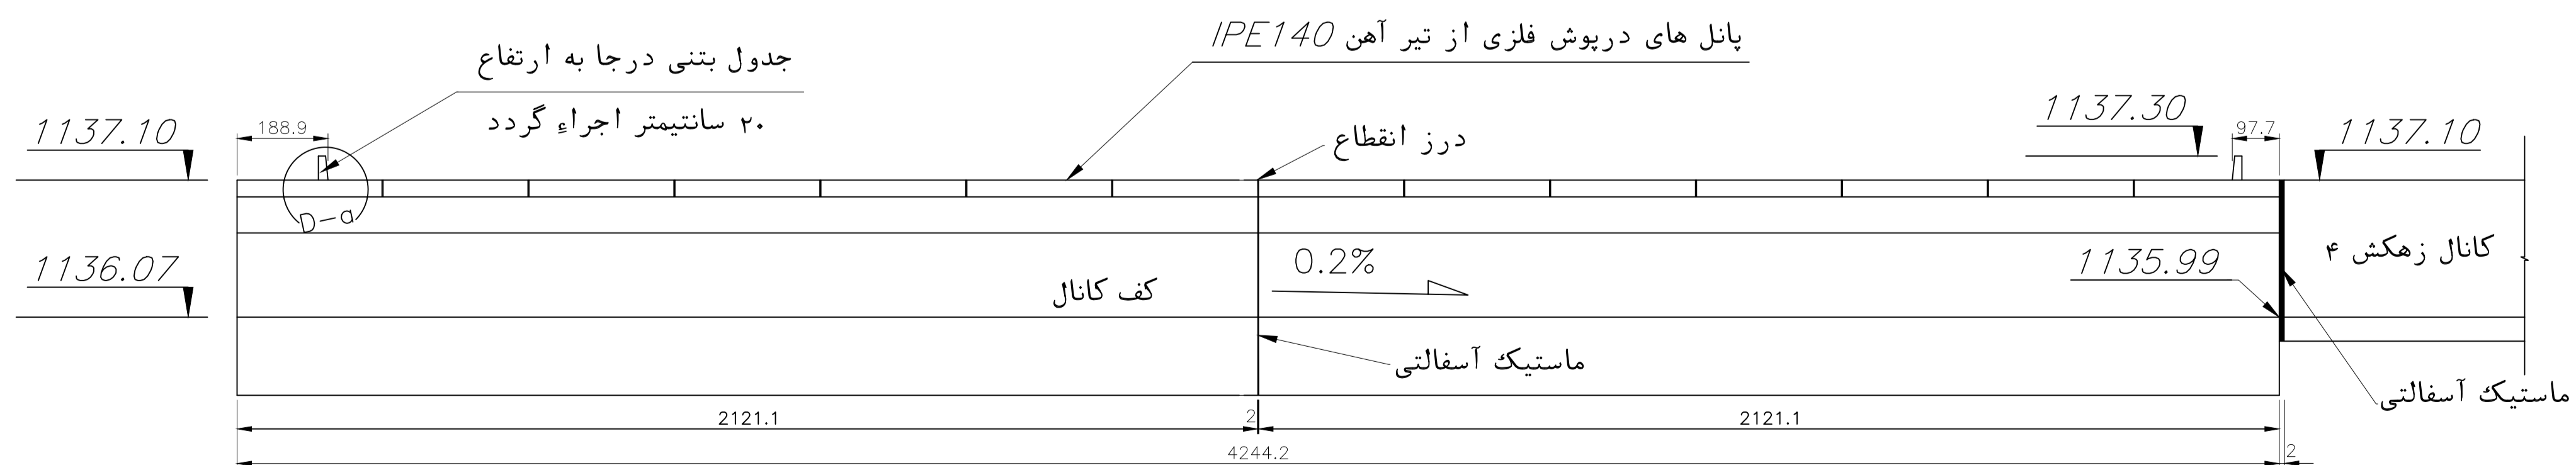 پانل های درپوش فلزی از تیر آهن IPE140
جدول بتنی درجا به ارتفاع
۲۰ سانتیمتر اجراءِ گردد
1137.10
188.9
درز انقطاع
1137.30
97.7
1137.10
D-a
1136.07
کف کانال
0.2%
1135.99
کانال زهکش ۴
ماستیک آسفالتی
ماستیک آسفالتی
2121.1
2
2121.1
4244.2
2